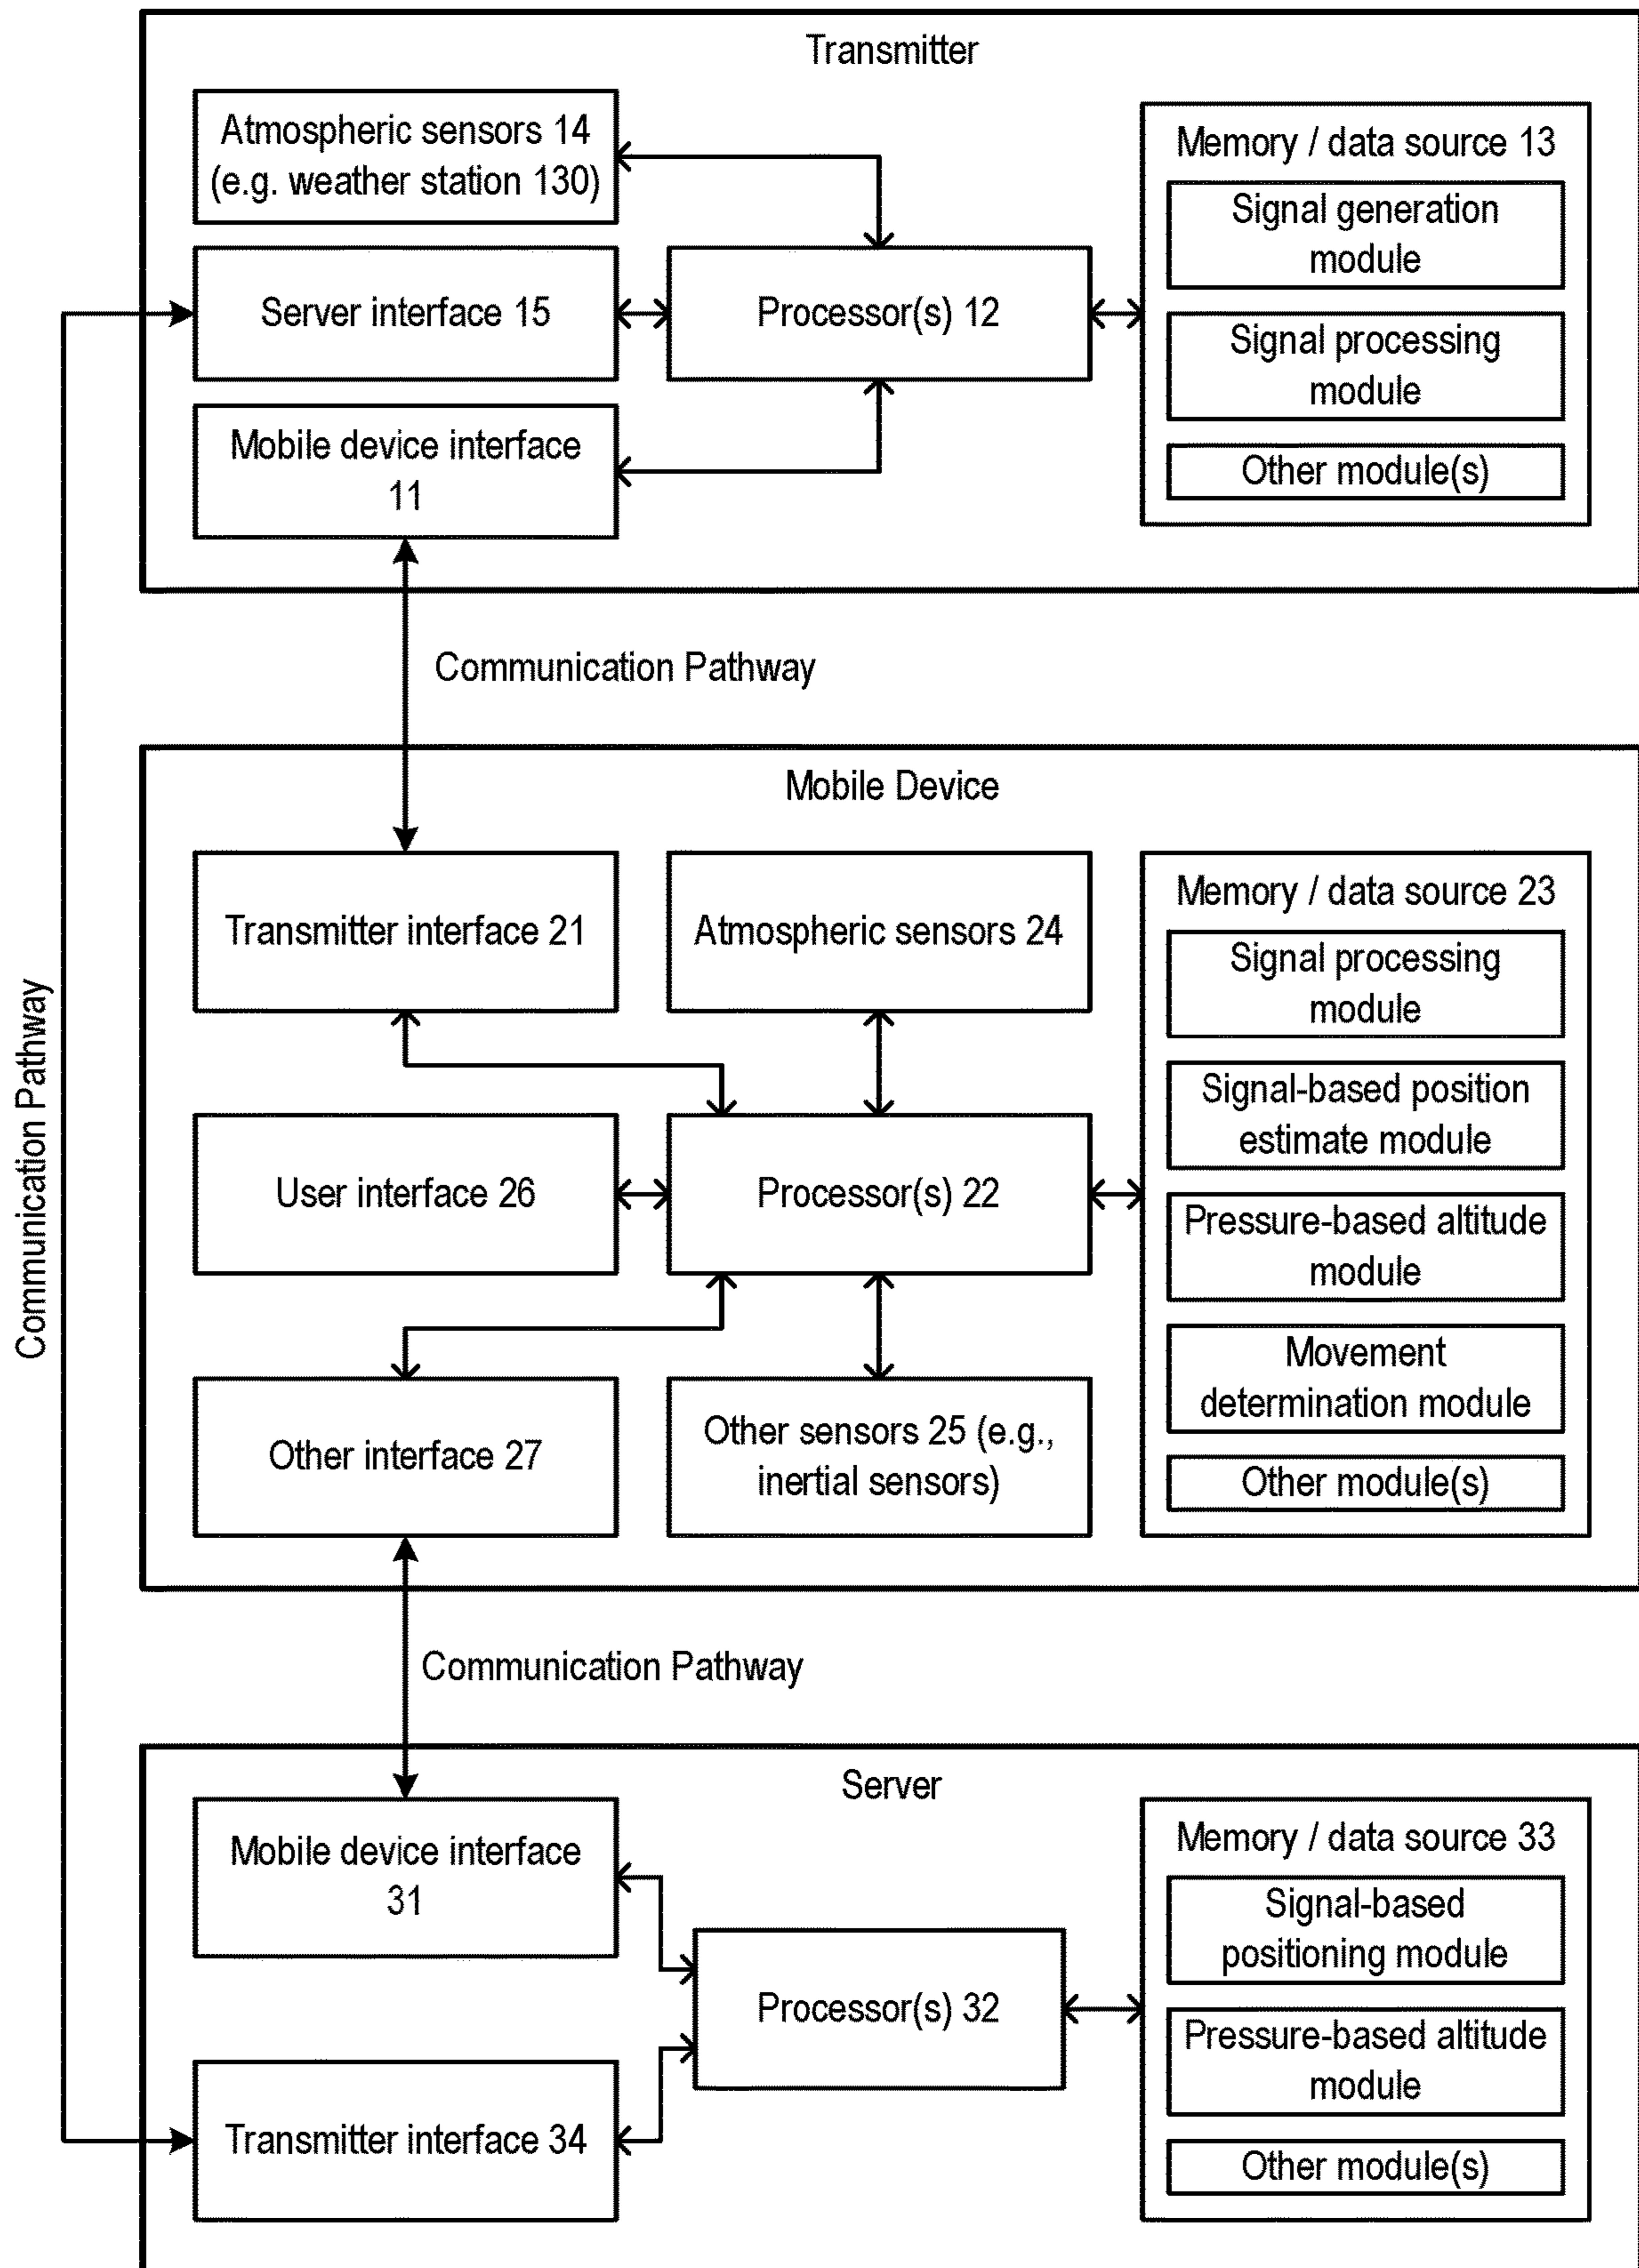 Transmitter
Atmospheric sensors 14
(e.g. weather station 130)
Server interface 15
Mobile device interface
11
Processor(s) 12
Memory / data source 13
Signal generation
module
Signal processing
module
Other module(s)
Communication Pathway
Communication Pathway
Mobile Device
Transmitter interface 21
Atmospheric sensors 24
User interface 26
Processor(s) 22
Other interface 27
Other sensors 25 (e.g.,
inertial sensors)
Memory / data source 23
Signal processing
module
Signal-based position
estimate module
Pressure-based altitude
module
Movement
determination module
Other module(s)
Communication Pathway
Server
Mobile device interface
31
Processor(s) 32
Transmitter interface 34
Memory / data source 33
Signal-based
positioning module
Pressure-based altitude
module
Other module(s)